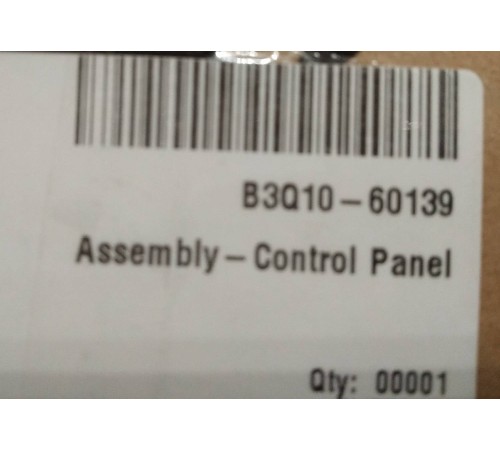 B3Q10-60139
Assembly-Control Panel
Qty: 00001